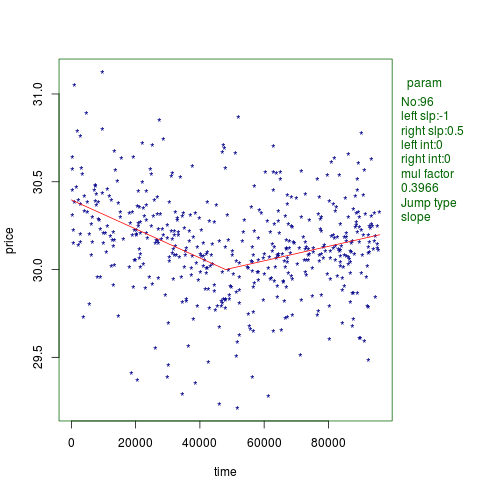 param
No:96
left slp:-1
right slp:0.5
left int:0
right int:0
mul factor
0.3966
Jump type
slope
31.0
30.5
30.0
29.5
price
0 20000 40000 60000 80000
time